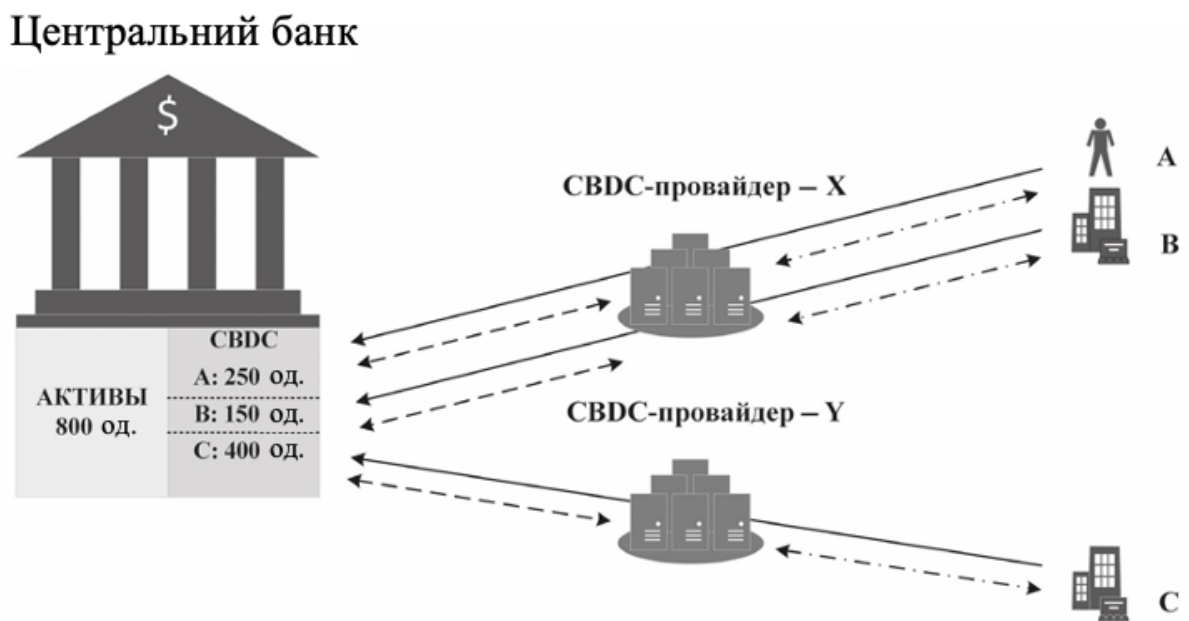 Центральний банк
$
CBDC-провайдер – X
A
B
CBDC
A: 250 од.
АКТИВЫ
800 од.
B: 150 од.
C: 400 од.
CBDC-провайдер – Y
C